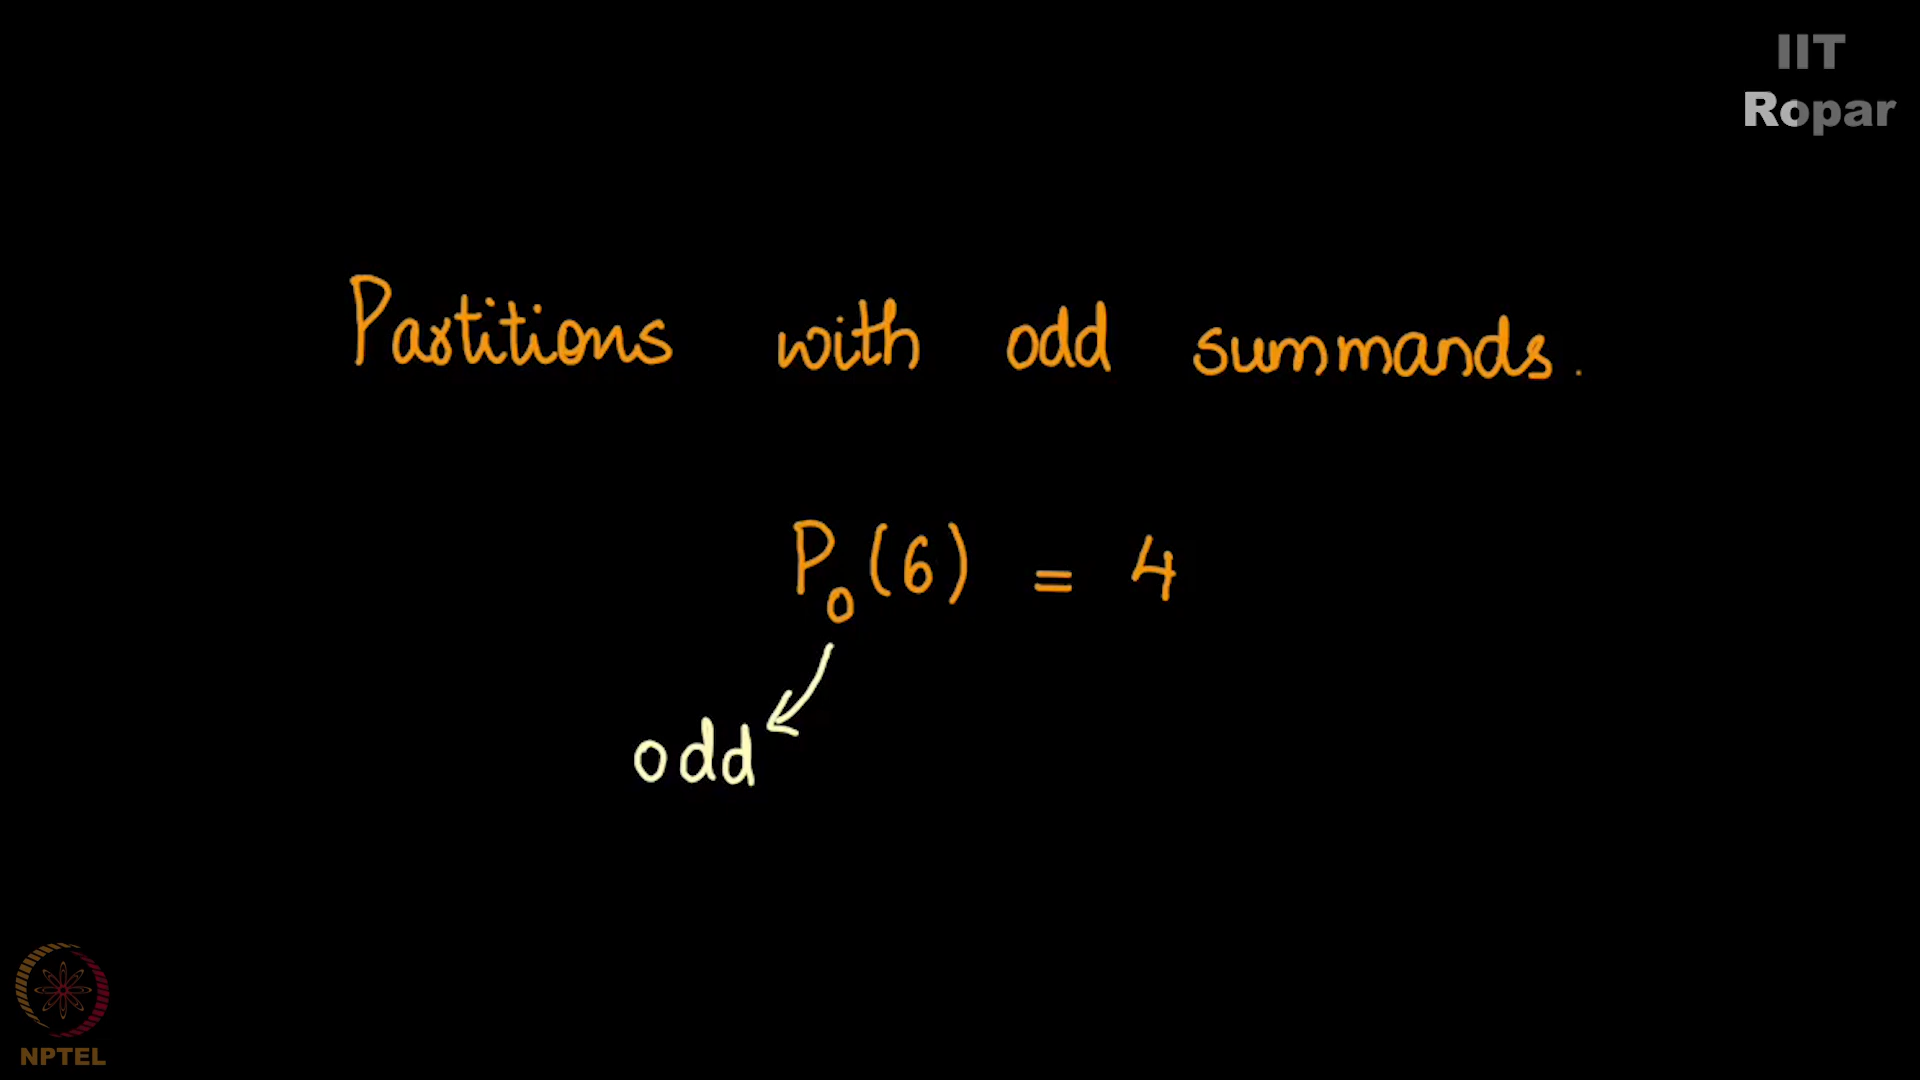 IIT
Ropar
Partitions with odd summands.
P₀(6) = 4
odd
NPTEL